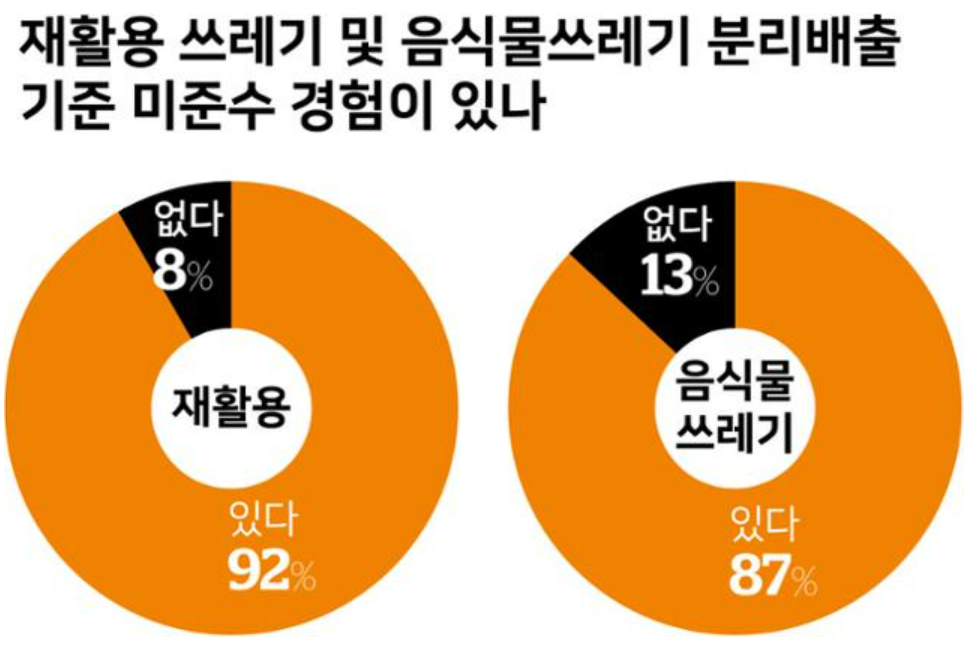 재활용 쓰레기 및 음식물쓰레기 분리배출
기준 미준수 경험이 있나
없다
8%
재활용
있다
92%
없다
13%
음식물
쓰레기
있다
87%